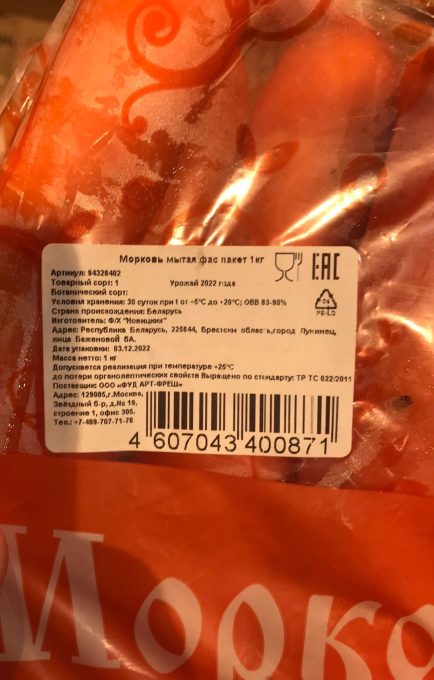 Морковь мытая фас пакет 1кг
Артикул: 94326402
Товарный сорт: 1 Урожай 2022 года
Ботанический сорт:
Условия хранения: 30 суток при t от +5°C до +20°C; ОВВ 80-90%
Страна происхождения: Беларусь
Изготовитель: Ф/Х "Новицких"
Адрес: Республика Беларусь, 225644, Брестская область,город Лунинец,
улица Баженовой 6А.
Дата упаковки: 03.12.2022
Масса нетто: 1 кг
Допускается реализация при температуре +25°C
до потери органолептических свойств Выращено по стандарту: ТР ТС 022/2011
Поставщик: ООО «ФУД АРТ-ФРЕШ»
Адрес: 129085,г.Москва,
Звёздный б-р, д.№ 19,
строение 1, офис 305.
Тел.: +7-499-707-71-76
EAC
PE-LD
4 607043 400871
Морко